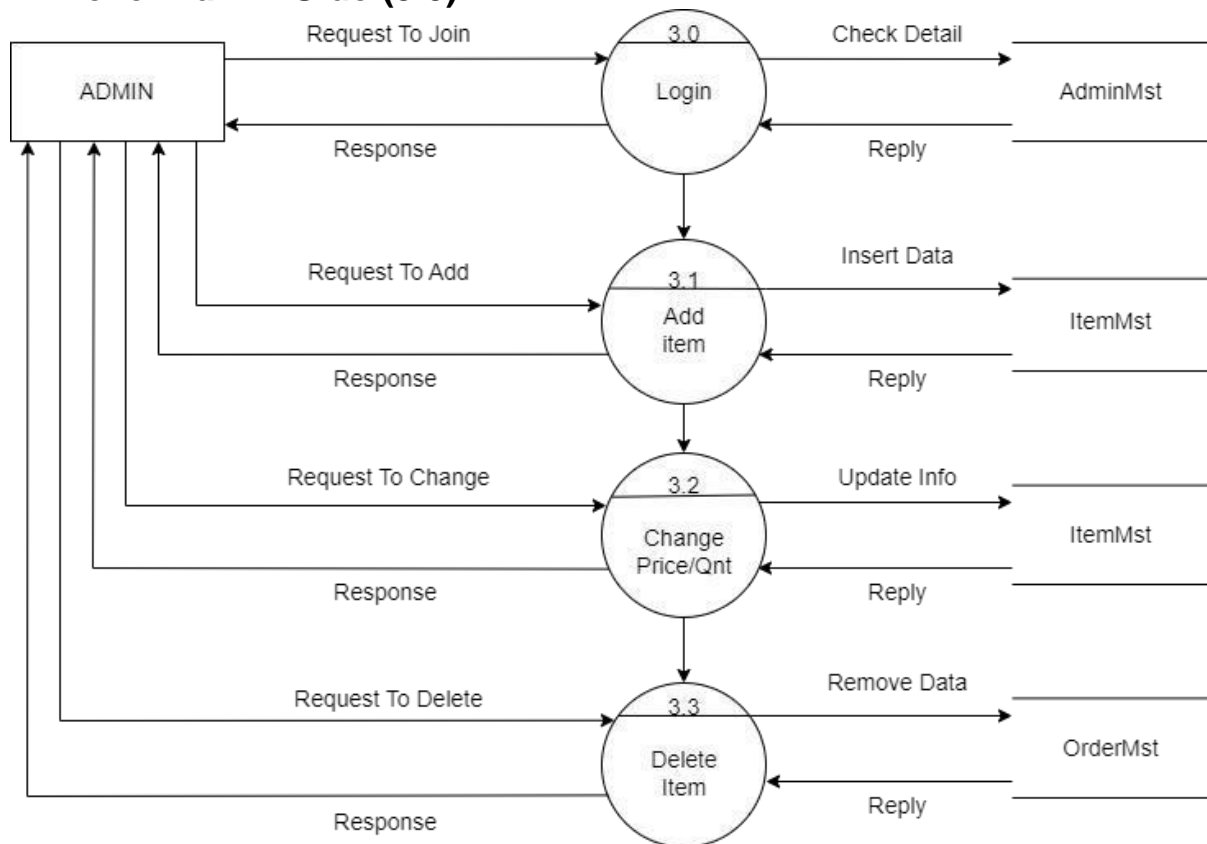 Request To Join
3.0
Check Detail
ADMIN
Login
AdminMst
Response
Reply
Request To Add
3.1
Insert Data
Add
item
ItemMst
Response
Reply
Request To Change
3.2
Update Info
Change
Price/Qnt
ItemMst
Response
Reply
Request To Delete
3.3
Remove Data
Delete
Item
OrderMst
Response
Reply